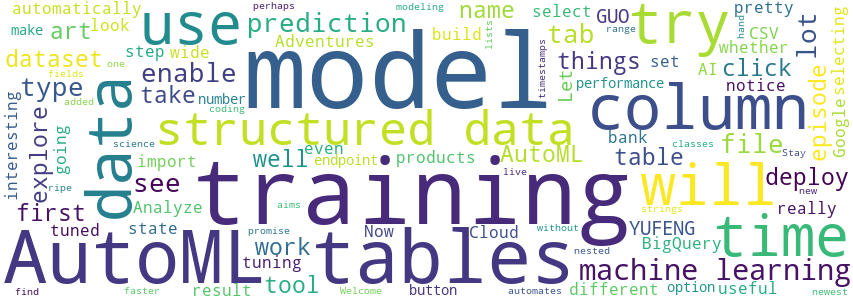 automatically perhaps modeling select GUO try pretty
make art look use prediction name lists range hand CSV lot
step wide Adventures build tab timestamps whether
dataset fields enable model things set AI click episode selecting
type one added take number coding Let performance notice Google
interesting explore going data structured data column
science even bank file
import see well endpoint products AutoML table classes Stay
ripe training live will deploy
first Analyze aims strings really new
tuned state Now promise work Cloud without YUFENG BigQuery time
AutoML tuning tables nested machine learning
find faster result tool Welcome button automates different option useful newest